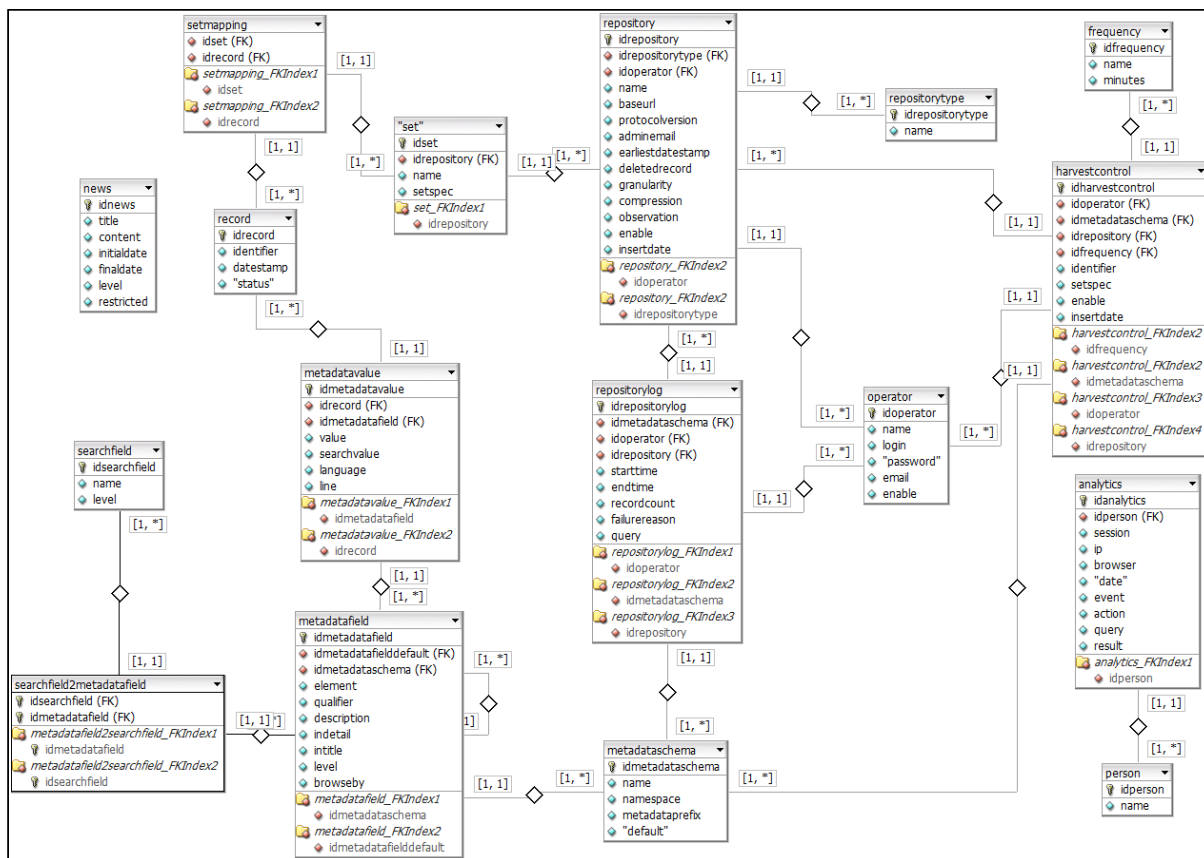 setmapping
idset (FK)
idrecord (FK)
setmapping_FKIndex1
idset
setmapping_FKIndex2
idrecord
[1, 1]
[1, 1]
[1, *]
[1, *]
"set"
idset
idrepository (FK)
name
setspec
set_FKIndex1
idrepository
[1, 1]
[1, *]
repository
idrepository
idrepositorytype (FK)
idoperator (FK)
name
baseurl
protocolversion
adminemail
earliestdatestamp
deletedrecord
granularity
compression
observation
enable
insertdate
repository_FKIndex2
idoperator
repository_FKIndex2
idrepositorytype
[1, 1]
[1, *]
[1, *]
[1, 1]
[1, *]
[1, 1]
repositorytype
idrepositorytype
name
frequency
idfrequency
name
minutes
[1, *]
[1, 1]
harvestcontrol
idharvestcontrol
idoperator (FK)
idmetadataschema (FK)
idrepository (FK)
idfrequency (FK)
identifier
setspec
enable
insertdate
harvestcontrol_FKIndex2
idfrequency
harvestcontrol_FKIndex2
idmetadataschema
harvestcontrol_FKIndex3
idoperator
harvestcontrol_FKIndex4
idrepository
[1, 1]
[1, 1]
[1, 1]
news
idnews
title
content
initialdate
finaldate
level
restricted
record
idrecord
identifier
datestamp
"status"
[1, *]
[1, 1]
metadatavalue
idmetadatavalue
idrecord (FK)
idmetadatafield (FK)
value
searchvalue
language
line
metadatavalue_FKIndex1
idmetadatafield
metadatavalue_FKIndex2
idrecord
[1, 1]
[1, *]
repositorylog
idrepositorylog
idmetadataschema (FK)
idoperator (FK)
idrepository (FK)
starttime
endtime
recordcount
failurereason
query
repositorylog_FKIndex1
idoperator
repositorylog_FKIndex2
idmetadataschema
repositorylog_FKIndex3
idrepository
[1, 1]
[1, 1]
[1, *]
operator
idoperator
name
login
"password"
email
enable
[1, *]
[1, *]
[1, *]
searchfield
idsearchfield
name
level
[1, *]
[1, 1]
searchfield2metadatafield
idsearchfield (FK)
idmetadatafield (FK)
metadatafield2searchfield_FKIndex1
idmetadatafield
metadatafield2searchfield_FKIndex2
idsearchfield
[1, 1]
metadatafield
idmetadatafield
idmetadatafielddefault (FK)
idmetadataschema (FK)
element
qualifier
description
indetail
intitle
level
browseby
metadatafield_FKIndex1
idmetadataschema
metadatafield_FKIndex2
idmetadatafielddefault
[1, *]
[1, 1]
[1, *]
metadataschema
idmetadataschema
name
namespace
metadataprefix
"default"
[1, *]
analytics
idanalytics
idperson (FK)
session
ip
browser
"date"
event
action
query
result
analytics_FKIndex1
idperson
[1, 1]
[1, *]
person
idperson
name